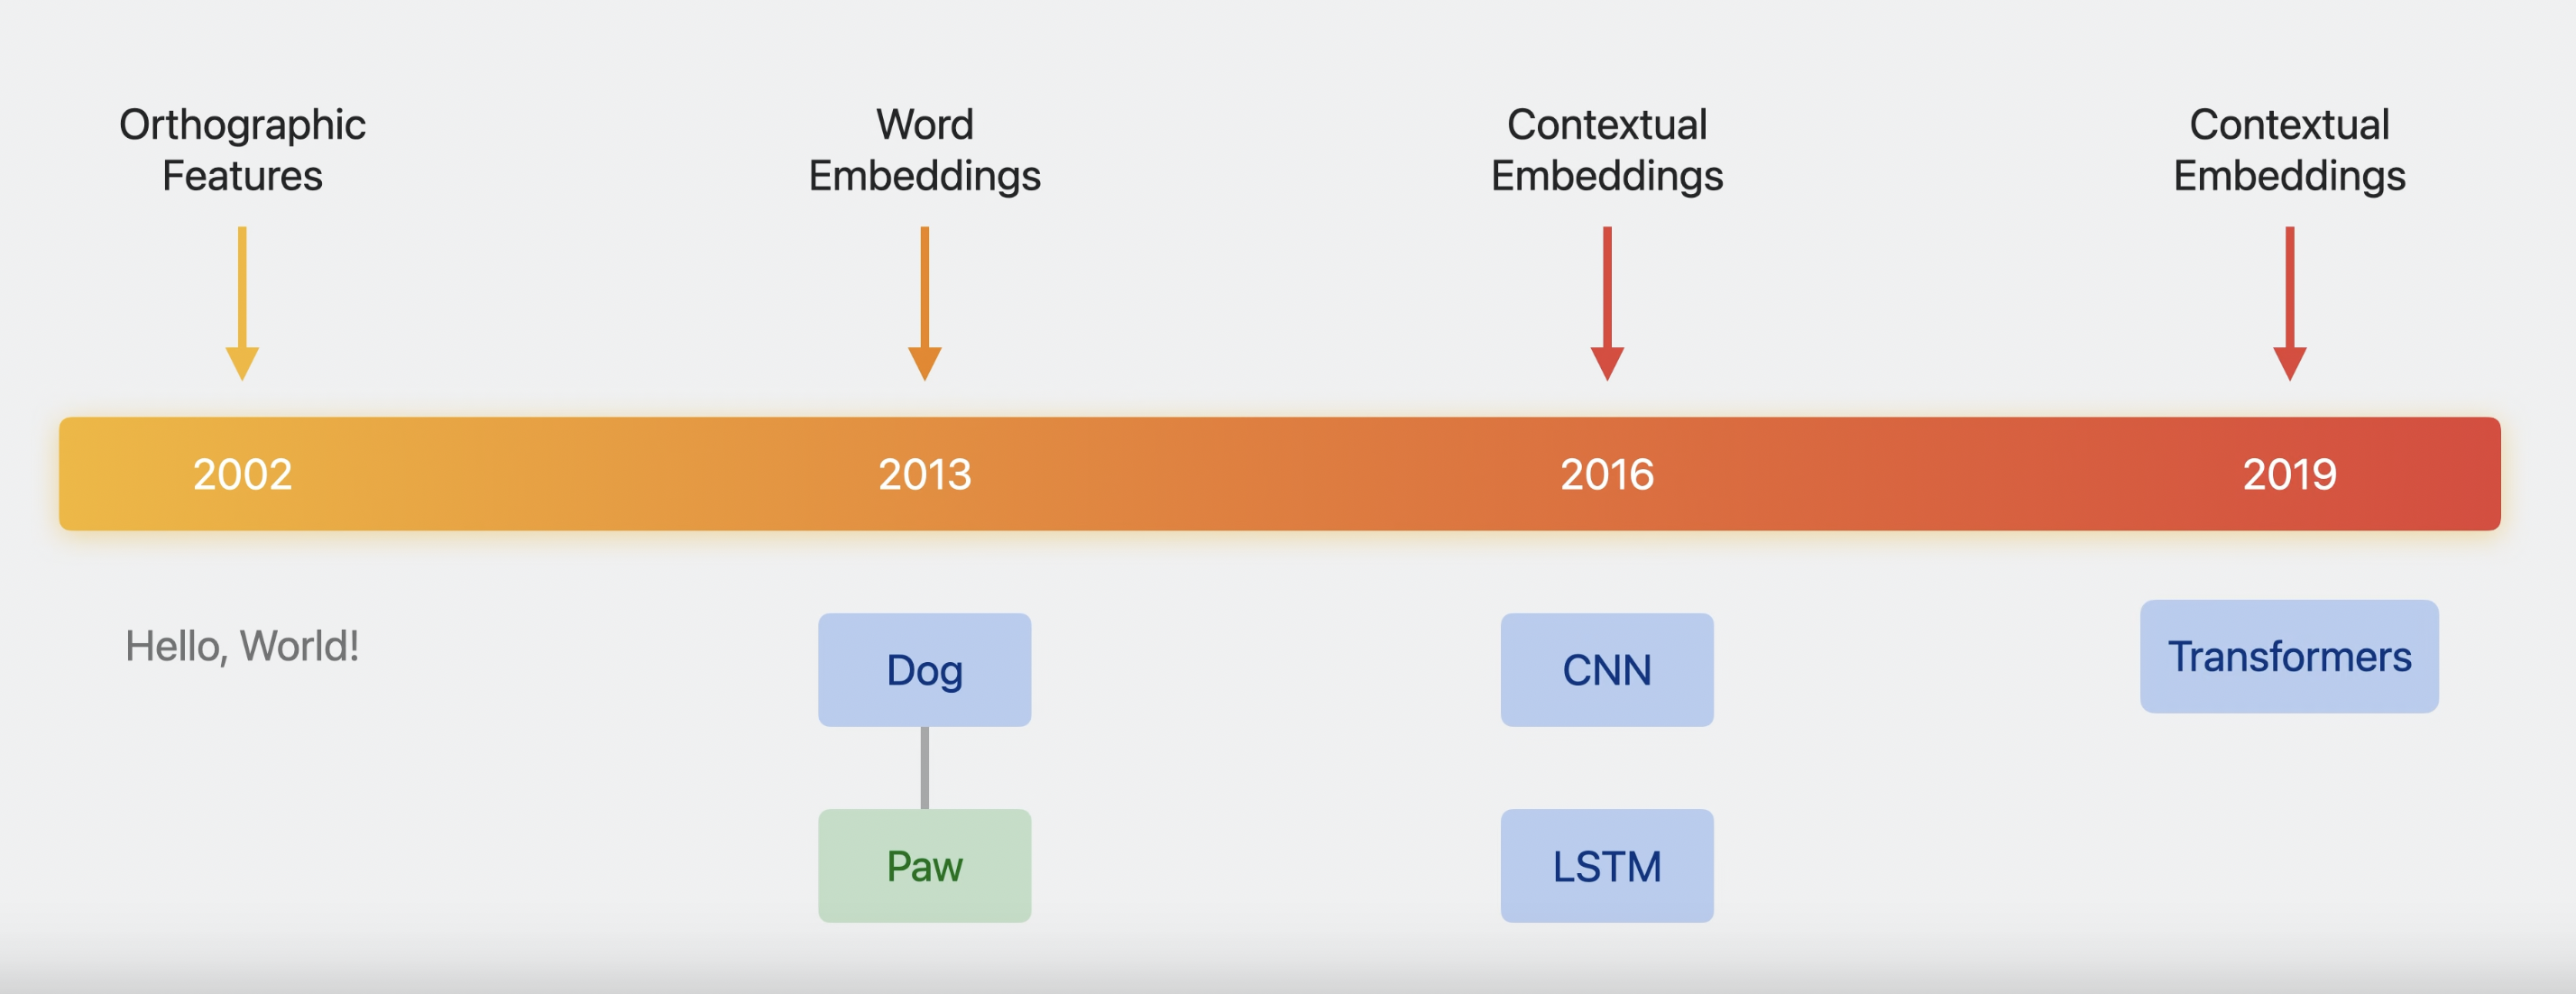 Orthographic
Features
Word
Embeddings
Contextual
Embeddings
Contextual
Embeddings
2002
2013
2016
2019
Hello, World!
Dog
CNN
Transformers
Paw
LSTM